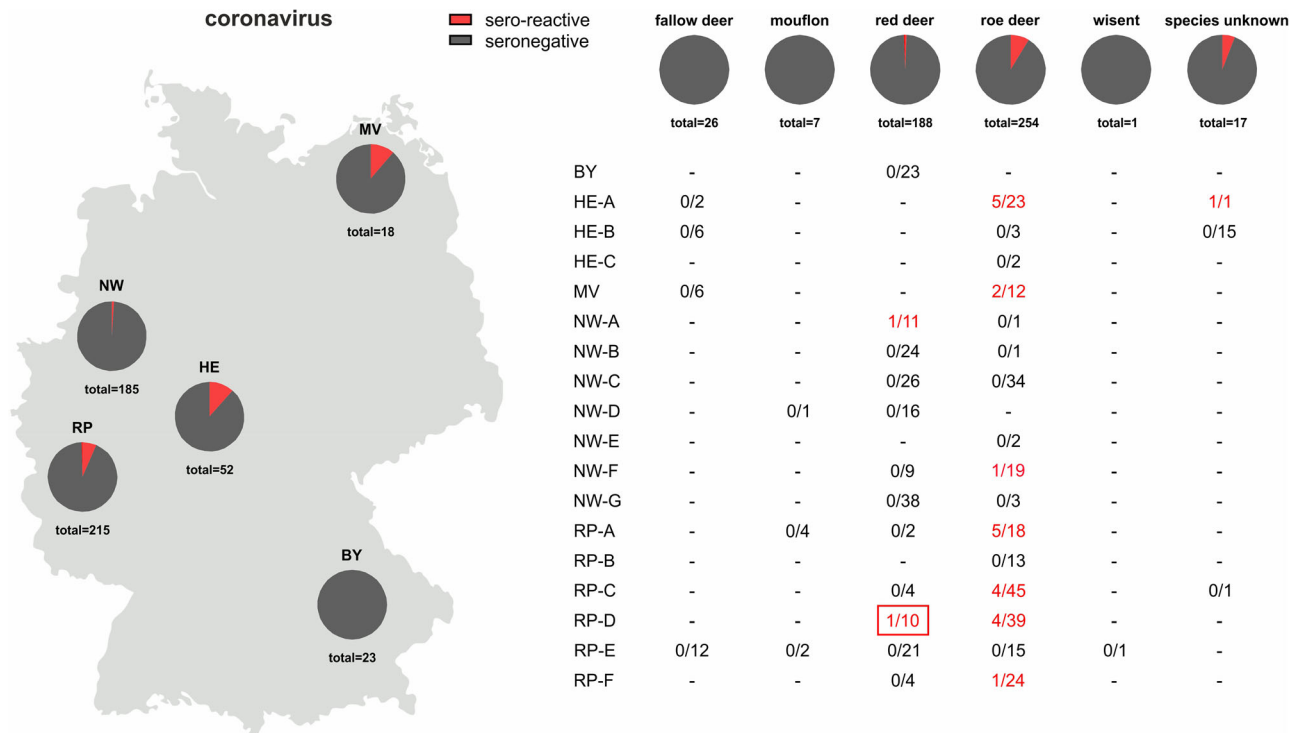 coronavirus
sero-reactive
seronegative
MV
total=18
NW
total=185
HE
total=52
RP
total=215
BY
total=23
fallow deer mouflon red deer roe deer wisent species unknown
total=26 total=7 total=188 total=254 total=1 total=17
BY - - 0/23 - - -
HE-A 0/2 - - 5/23 - 1/1
HE-B 0/6 - - 0/3 - 0/15
HE-C - - - 0/2 - -
MV 0/6 - - 2/12 - -
NW-A - - 1/11 0/1 - -
NW-B - - 0/24 0/1 - -
NW-C - - 0/26 0/34 - -
NW-D - 0/1 0/16 - - -
NW-E - - - 0/2 - -
NW-F - - 0/9 1/19 - -
NW-G - - 0/38 0/3 - -
RP-A - 0/4 0/2 5/18 - -
RP-B - - - 0/13 - -
RP-C - - 0/4 4/45 - 0/1
RP-D - - 1/10 4/39 - -
RP-E 0/12 0/2 0/21 0/15 0/1 -
RP-F - - 0/4 1/24 - -